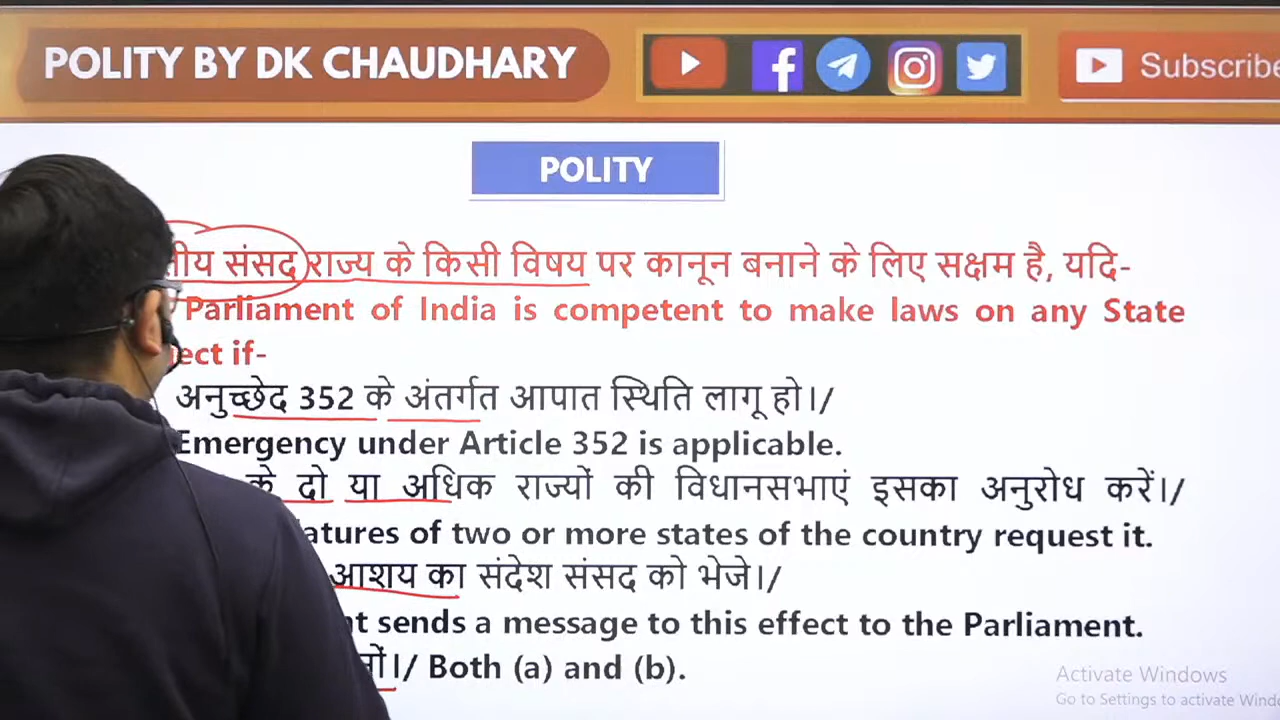 POLITY BY DK CHAUDHARY
Subscribe
POLITY
संसद राज्य के किसी विषय पर कानून बनाने के लिए सक्षम है, यदि-
Parliament of India is competent to make laws on any State
if-
अनुच्छेद 352 के अंतर्गत आपात स्थिति लागू हो।/
Emergency under Article 352 is applicable.
के दो या अधिक राज्यों की विधानसभाएं इसका अनुरोध करें।/
of two or more states of the country request it.
आशय का संदेश संसद को भेजे।/
sends a message to this effect to the Parliament.
/ Both (a) and (b).
Activate Windows
Go to Settings to activate